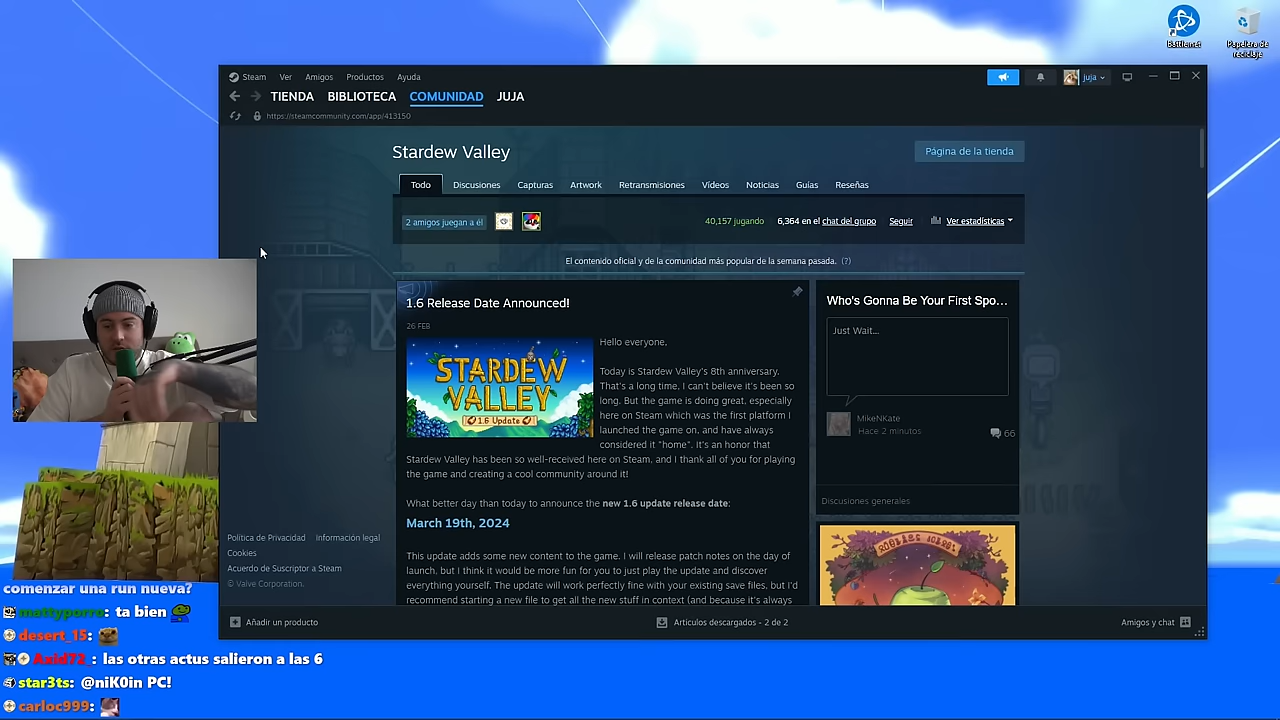 Battle.net
Papelera de
reciclaje
Steam Ver Amigos Productos Ayuda
juja
TIENDA BIBLIOTECA COMUNIDAD JUJA
https://steamcommunity.com/app/413150
Stardew Valley
Página de la tienda
Todo Discusiones Capturas Artwork Retransmisiones Vídeos Noticias Guías Reseñas
2 amigos juegan a él
40,157 jugando 6,364 en el chat del grupo Seguir Ver estadísticas
El contenido oficial y de la comunidad más popular de la semana pasada. (?)
1.6 Release Date Announced!
26 FEB
STARDEW
VALLEY
1.6 Update
Hello everyone,
Today is Stardew Valley's 8th anniversary.
That's a long time, I can't believe it's been so
long. But the game is doing great, especially
here on Steam which was the first platform I
launched the game on, and have always
considered it "home". It's an honor that
Stardew Valley has been so well-received here on Steam, and I thank all of you for playing
the game and creating a cool community around it!
What better day than today to announce the new 1.6 update release date:
March 19th, 2024
This update adds some new content to the game. I will release patch notes on the day of
launch, but I think it would be more fun for you to just play the update and discover
everything yourself. The update will work perfectly fine with your existing save files, but I'd
recommend starting a new file to get all the new stuff in context (and because it's always
Who's Gonna Be Your First Spo...
Just Wait...
MikeNKate
Hace 2 minutos
66
Discusiones generales
Política de Privacidad Información legal
Cookies
Acuerdo de Suscriptor a Steam
© Valve Corporation.
Añadir un producto
Artículos descargados - 2 de 2
Amigos y chat
comenzar una run nueva?
mattyporro: ta bien
desert_15:
Axid72_: las otras actus salieron a las 6
star3ts: @niK0in PC!
carloc999: